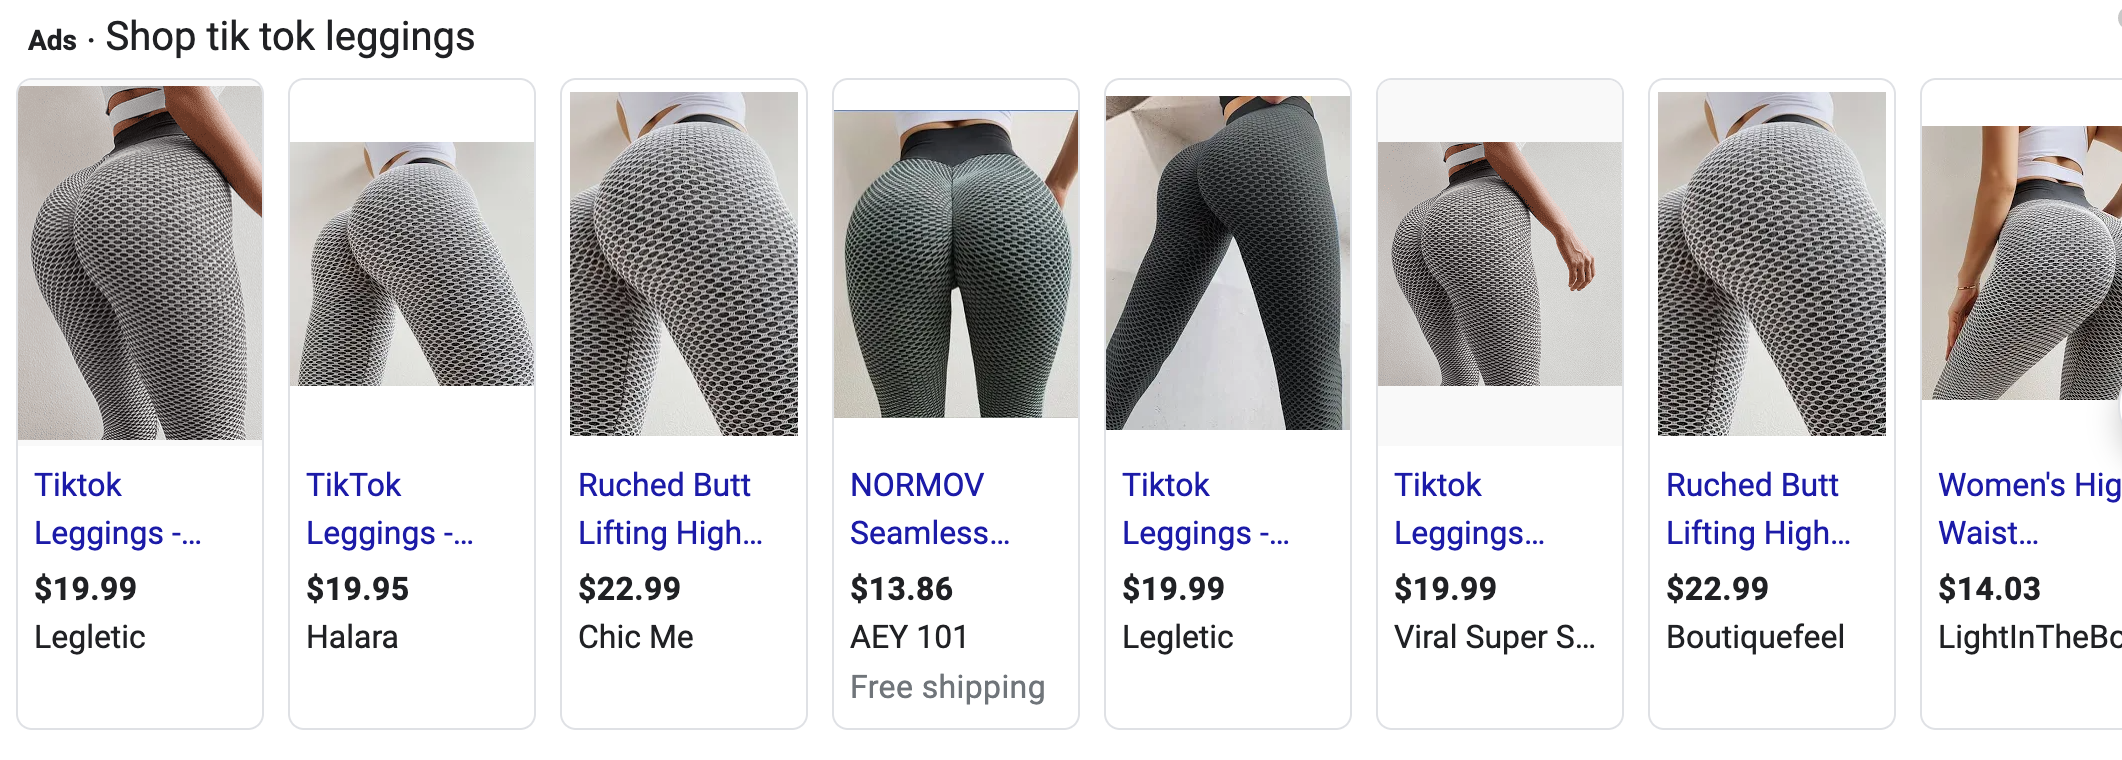 Ads · Shop tik tok leggings
Tiktok
Leggings -...
$19.99
Legletic
TikTok
Leggings -...
$19.95
Halara
Ruched Butt
Lifting High...
$22.99
Chic Me
NORMOV
Seamless...
$13.86
AEY 101
Free shipping
Tiktok
Leggings -...
$19.99
Legletic
Tiktok
Leggings...
$19.99
Viral Super S...
Ruched Butt
Lifting High...
$22.99
Boutiquefeel
Women's Hig
Waist...
$14.03
LightInTheBo